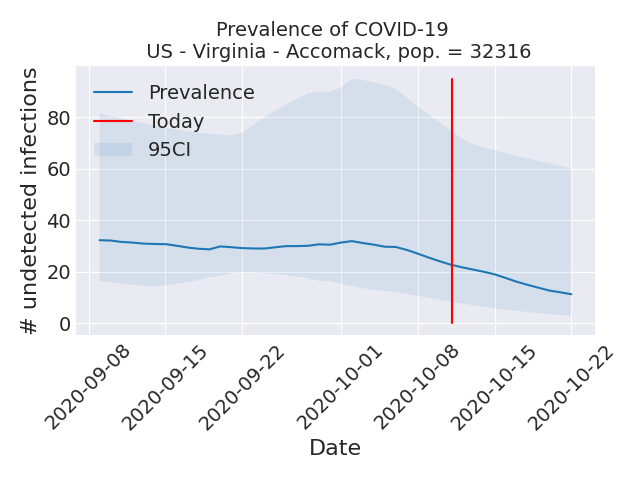 Prevalence of COVID-19
US - Virginia - Accomack, pop. = 32316
# undetected infections
80
60
40
20
0
Prevalence
Today
95CI
2020-09-08
2020-09-15
2020-09-22
2020-10-01
2020-10-08
2020-10-15
2020-10-22
Date